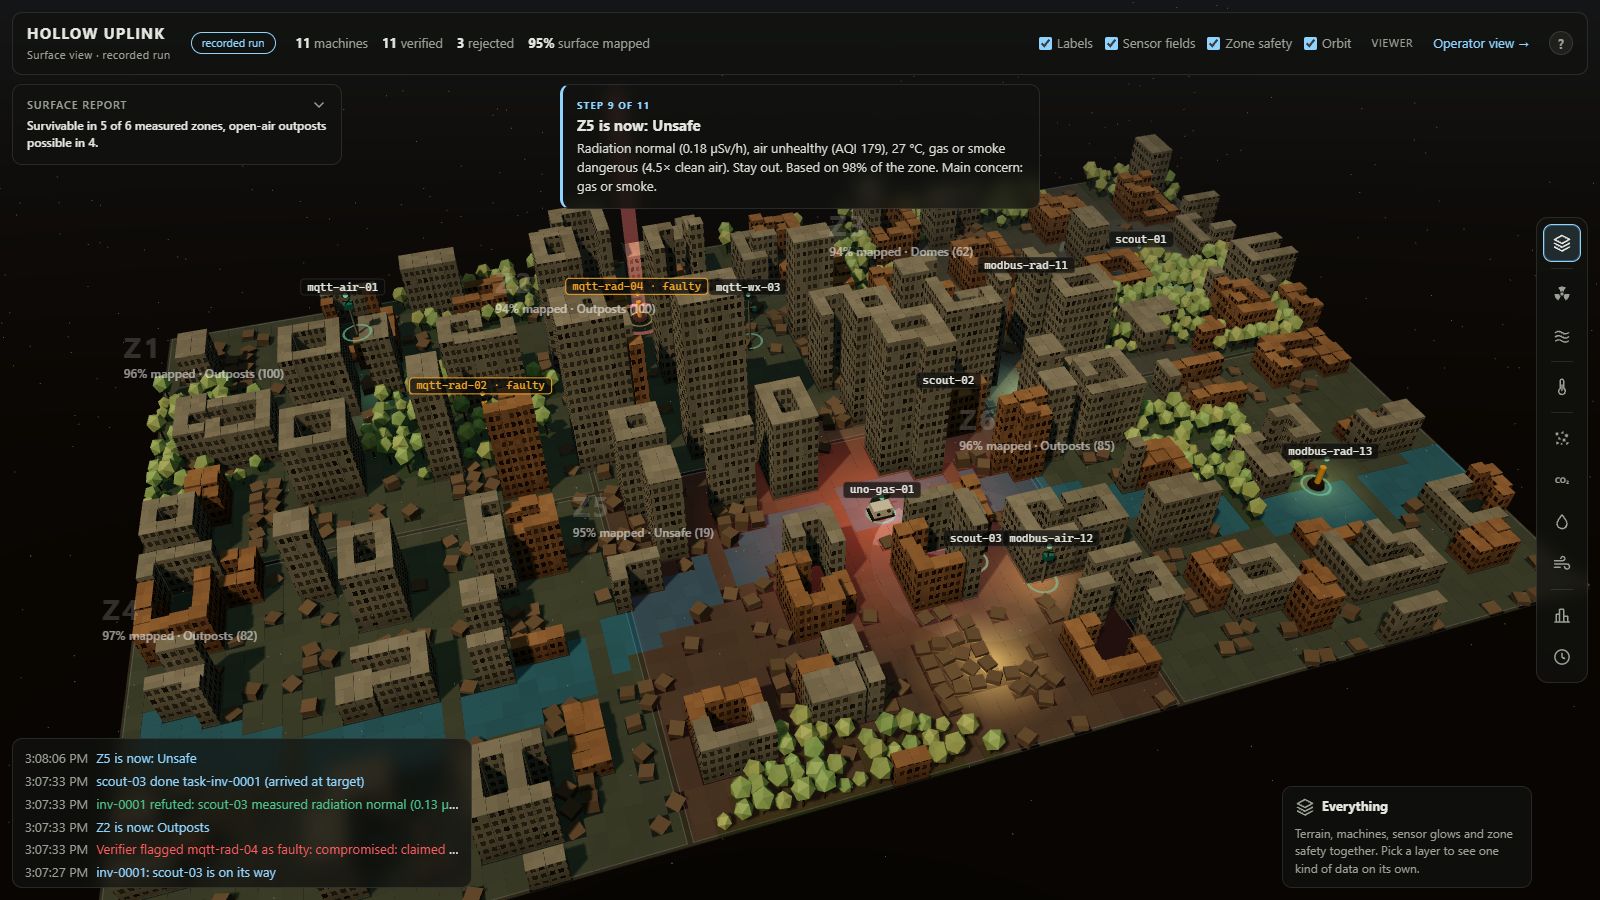 HOLLOW UPLINK
Surface view · recorded run
recorded run
11 machines 11 verified 3 rejected 95% surface mapped
Labels Sensor fields Zone safety Orbit VIEWER Operator view →
?
SURFACE REPORT
Survivable in 5 of 6 measured zones, open-air outposts
possible in 4.
STEP 9 OF 11
Z5 is now: Unsafe
Radiation normal (0.18 µSv/h), air unhealthy (AQI 179), 27 °C, gas or smoke
dangerous (4.5× clean air). Stay out. Based on 98% of the zone. Main concern:
gas or smoke.
scout-01
94% mapped · Domes (62)
modbus-rad-11
mqtt-air-01
mqtt-rad-04 · faulty
mqtt-wx-03
94% mapped · Outposts (100)
Z1
96% mapped · Outposts (100)
mqtt-rad-02 · faulty
scout-02
Z6
96% mapped · Outposts (85)
modbus-rad-13
uno-gas-01
Z5
95% mapped · Unsafe (19)
scout-03
modbus-air-12
Z4
97% mapped · Outposts (82)
CO₂
3:08:06 PM Z5 is now: Unsafe
3:07:33 PM scout-03 done task-inv-0001 (arrived at target)
3:07:33 PM inv-0001 refuted: scout-03 measured radiation normal (0.13 µ...
3:07:33 PM Z2 is now: Outposts
3:07:33 PM Verifier flagged mqtt-rad-04 as faulty: compromised: claimed ...
3:07:27 PM inv-0001: scout-03 is on its way
Everything
Terrain, machines, sensor glows and zone
safety together. Pick a layer to see one
kind of data on its own.